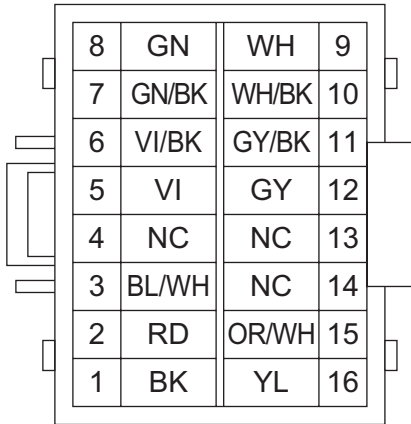 8 GN WH 9
7 GN/BK WH/BK 10
6 VI/BK GY/BK 11
5 VI GY 12
4 NC NC 13
3 BL/WH NC 14
2 RD OR/WH 15
1 BK YL 16